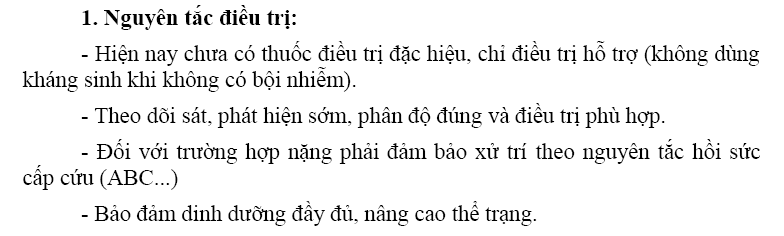 1. Nguyên tắc điều trị:
- Hiện nay chưa có thuốc điều trị đặc hiệu, chỉ điều trị hỗ trợ (không dùng
kháng sinh khi không có bội nhiễm).
- Theo dõi sát, phát hiện sớm, phân độ đúng và điều trị phù hợp.
- Đối với trường hợp nặng phải đảm bảo xử trí theo nguyên tắc hồi sức
cấp cứu (ABC...)
- Bảo đảm dinh dưỡng đầy đủ, nâng cao thể trạng.